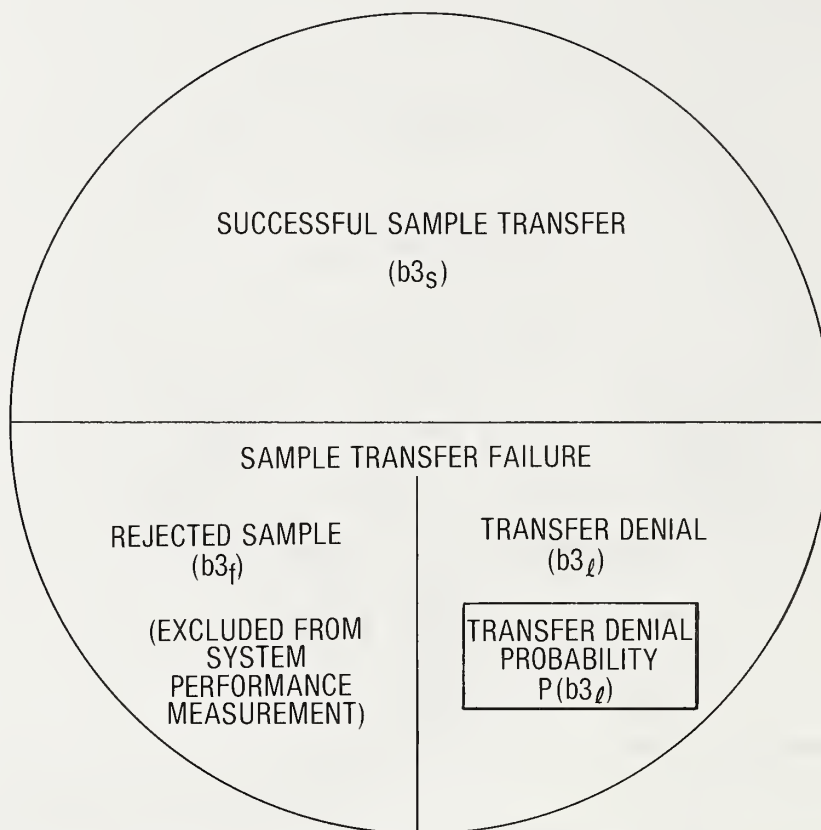 SUCCESSFUL SAMPLE TRANSFER
(b3s)
SAMPLE TRANSFER FAILURE
REJECTED SAMPLE
(b3f)
(EXCLUDED FROM
SYSTEM
PERFORMANCE
MEASUREMENT)
TRANSFER DENIAL
(b3ℓ)
TRANSFER DENIAL
PROBABILITY
P(b3ℓ)